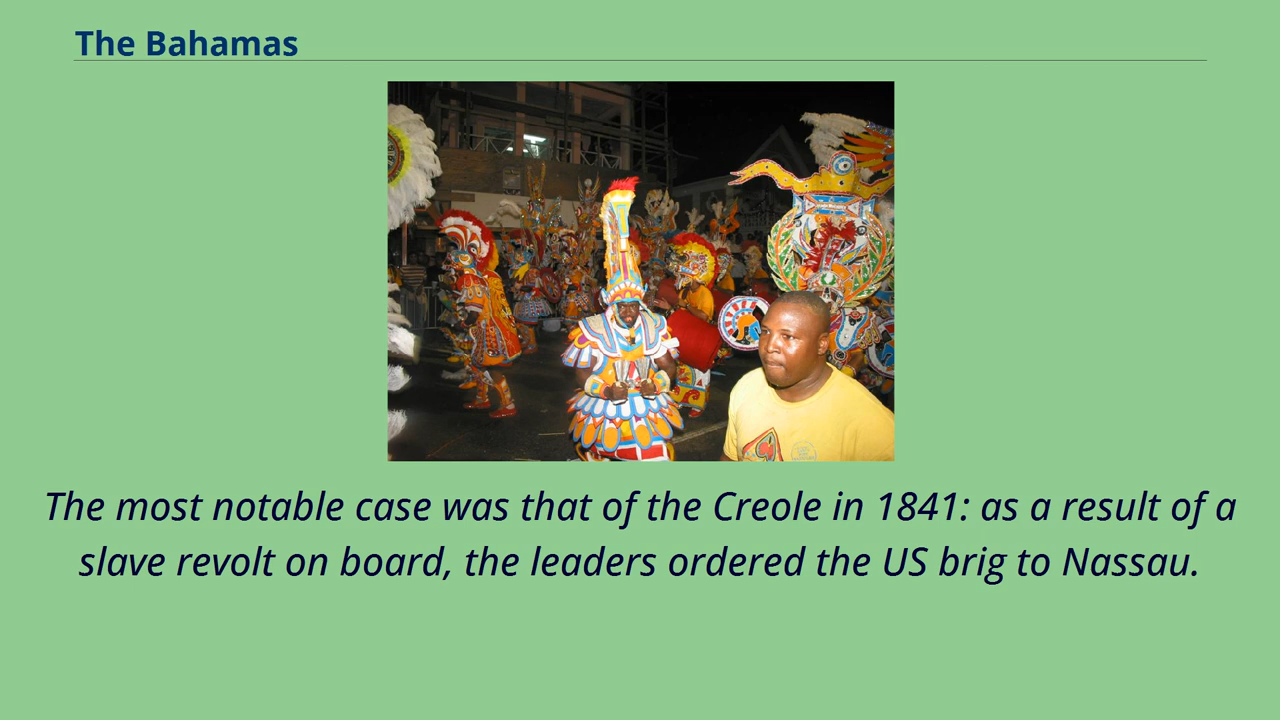 The Bahamas
The most notable case was that of the Creole in 1841: as a result of a
slave revolt on board, the leaders ordered the US brig to Nassau.